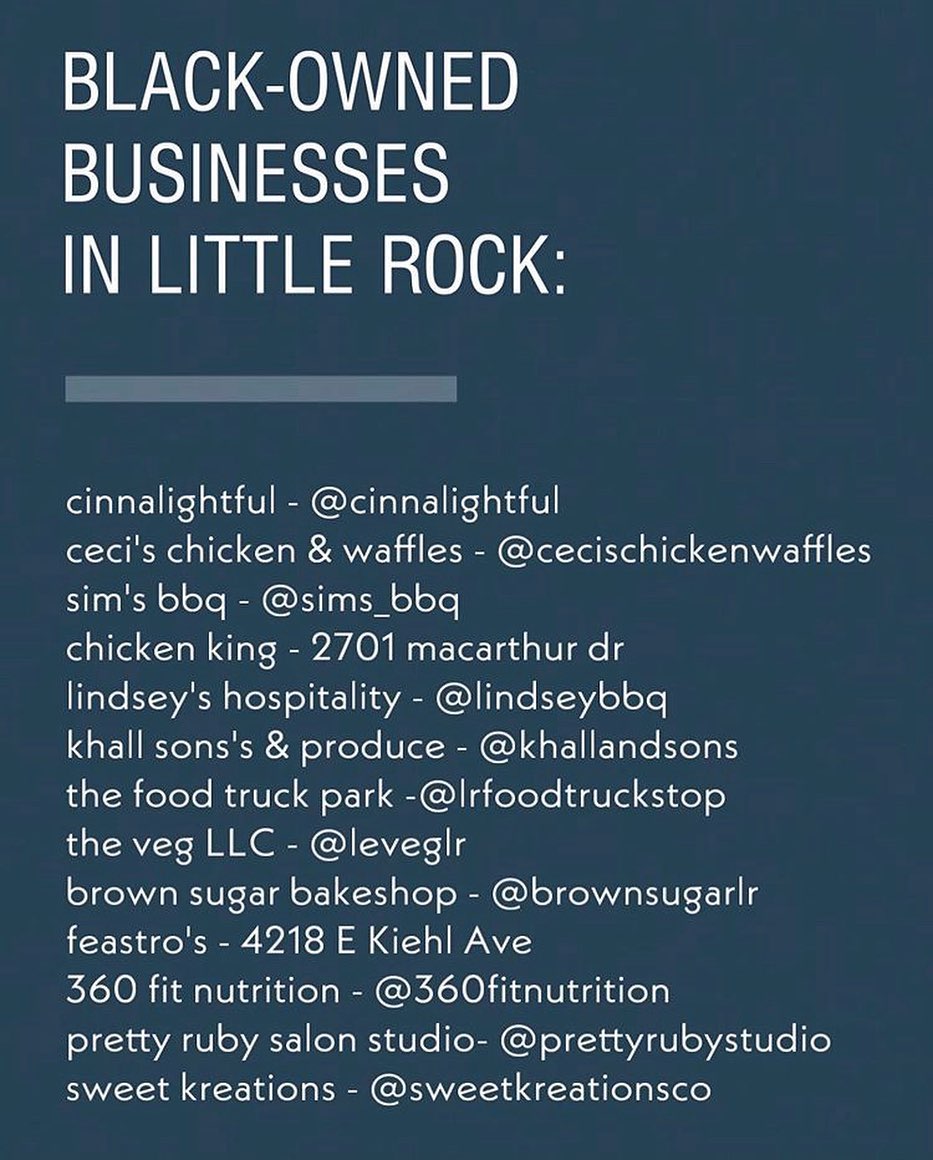 BLACK-OWNED
BUSINESSES
IN LITTLE ROCK:
cinnalightful - @cinnalightful
ceci's chicken & waffles - @cecischickenwaffles
sim's bbq - @sims_bbq
chicken king - 2701 macarthur dr
lindsey's hospitality - @lindseybbq
khall sons's & produce - @khallandsons
the food truck park -@lrfoodtruckstop
the veg LLC - @leveglr
brown sugar bakeshop - @brownsugarlr
feastro's - 4218 E Kiehl Ave
360 fit nutrition - @360fitnutrition
pretty ruby salon studio- @prettyrubystudio
sweet kreations - @sweetkreationsco